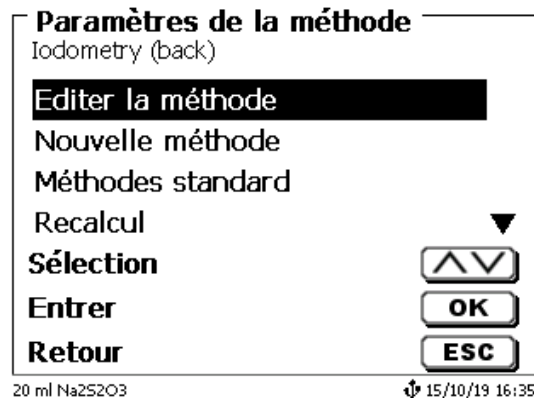 Paramètres de la méthode
Iodometry (back)
Editer la méthode
Nouvelle méthode
Méthodes standard
Recalcul
Sélection
Entrer OK
Retour ESC
20 ml Na2S2O3 15/10/19 16:35